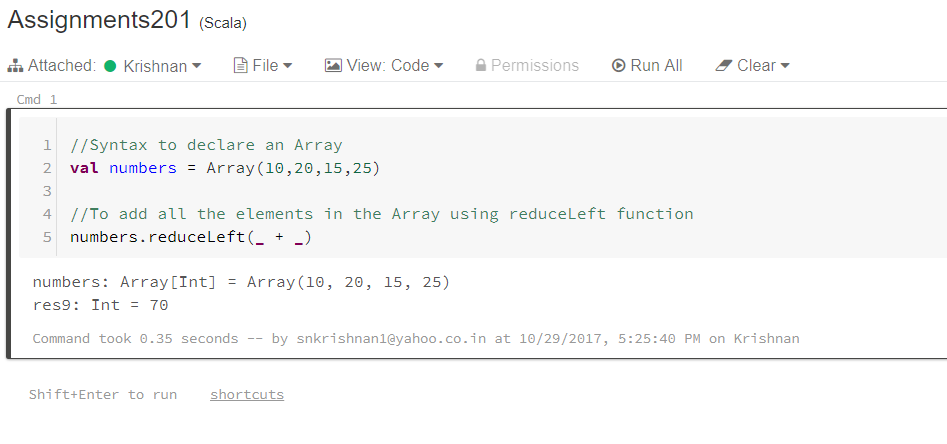 Assignments201 (Scala)
Attached: Krishnan File View: Code Permissions Run All Clear
Cmd 1
1 //Syntax to declare an Array
2 val numbers = Array(10,20,15,25)
3
4 //To add all the elements in the Array using reduceLeft function
5 numbers.reduceLeft(_ + _)
numbers: Array[Int] = Array(10, 20, 15, 25)
res9: Int = 70
Command took 0.35 seconds -- by snkrishnan1@yahoo.co.in at 10/29/2017, 5:25:40 PM on Krishnan
Shift+Enter to run shortcuts